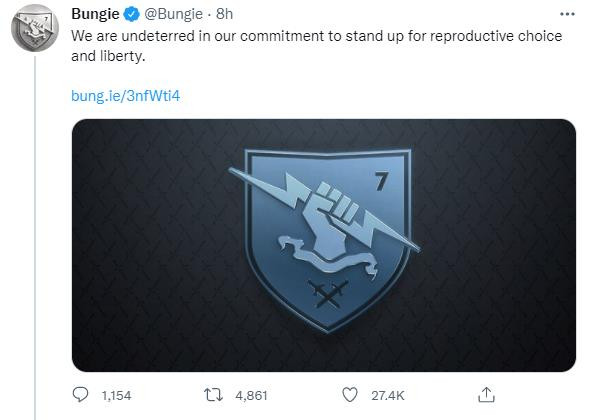 Bungie @Bungie · 8h
We are undeterred in our commitment to stand up for reproductive choice
and liberty.
bung.ie/3nfWti4
7
1,154 4,861 27.4K